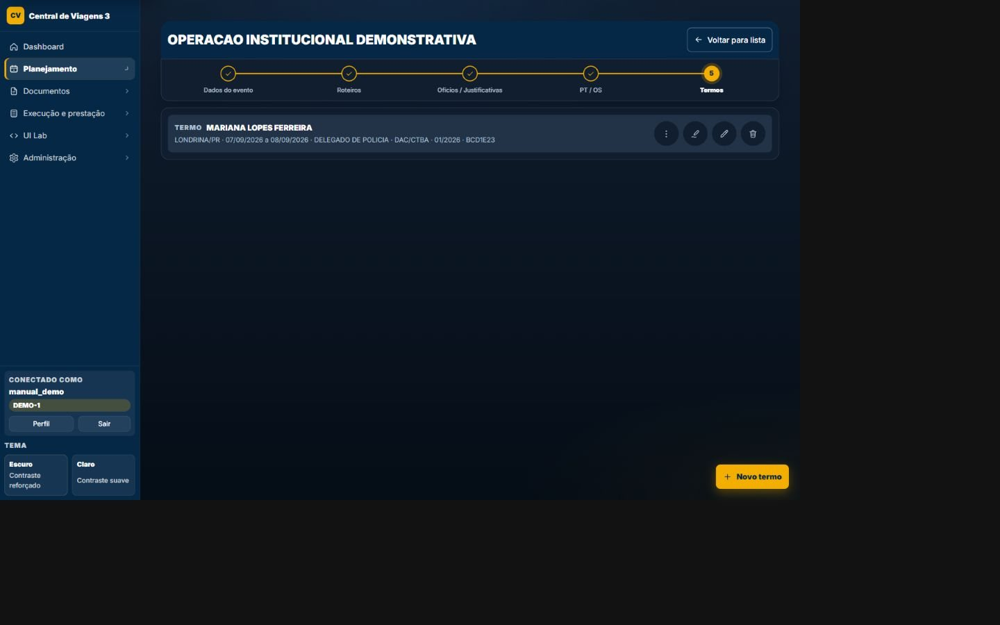 CV Central de Viagens 3
Dashboard
Planejamento
Documentos
Execução e prestação
UI Lab
Administração
CONECTADO COMO
manual_demo
DEMO-1
Perfil Sair
TEMA
Escuro
Contraste
reforçado
Claro
Contraste suave
OPERACAO INSTITUCIONAL DEMONSTRATIVA
Voltar para lista
5
Dados do evento Roteiros Ofícios / Justificativas PT / OS Termos
TERMO MARIANA LOPES FERREIRA
LONDRINA/PR · 07/09/2026 a 08/09/2026 · DELEGADO DE POLICIA · DAC/CTBA · 01/2026 · BCD1E23
Novo termo